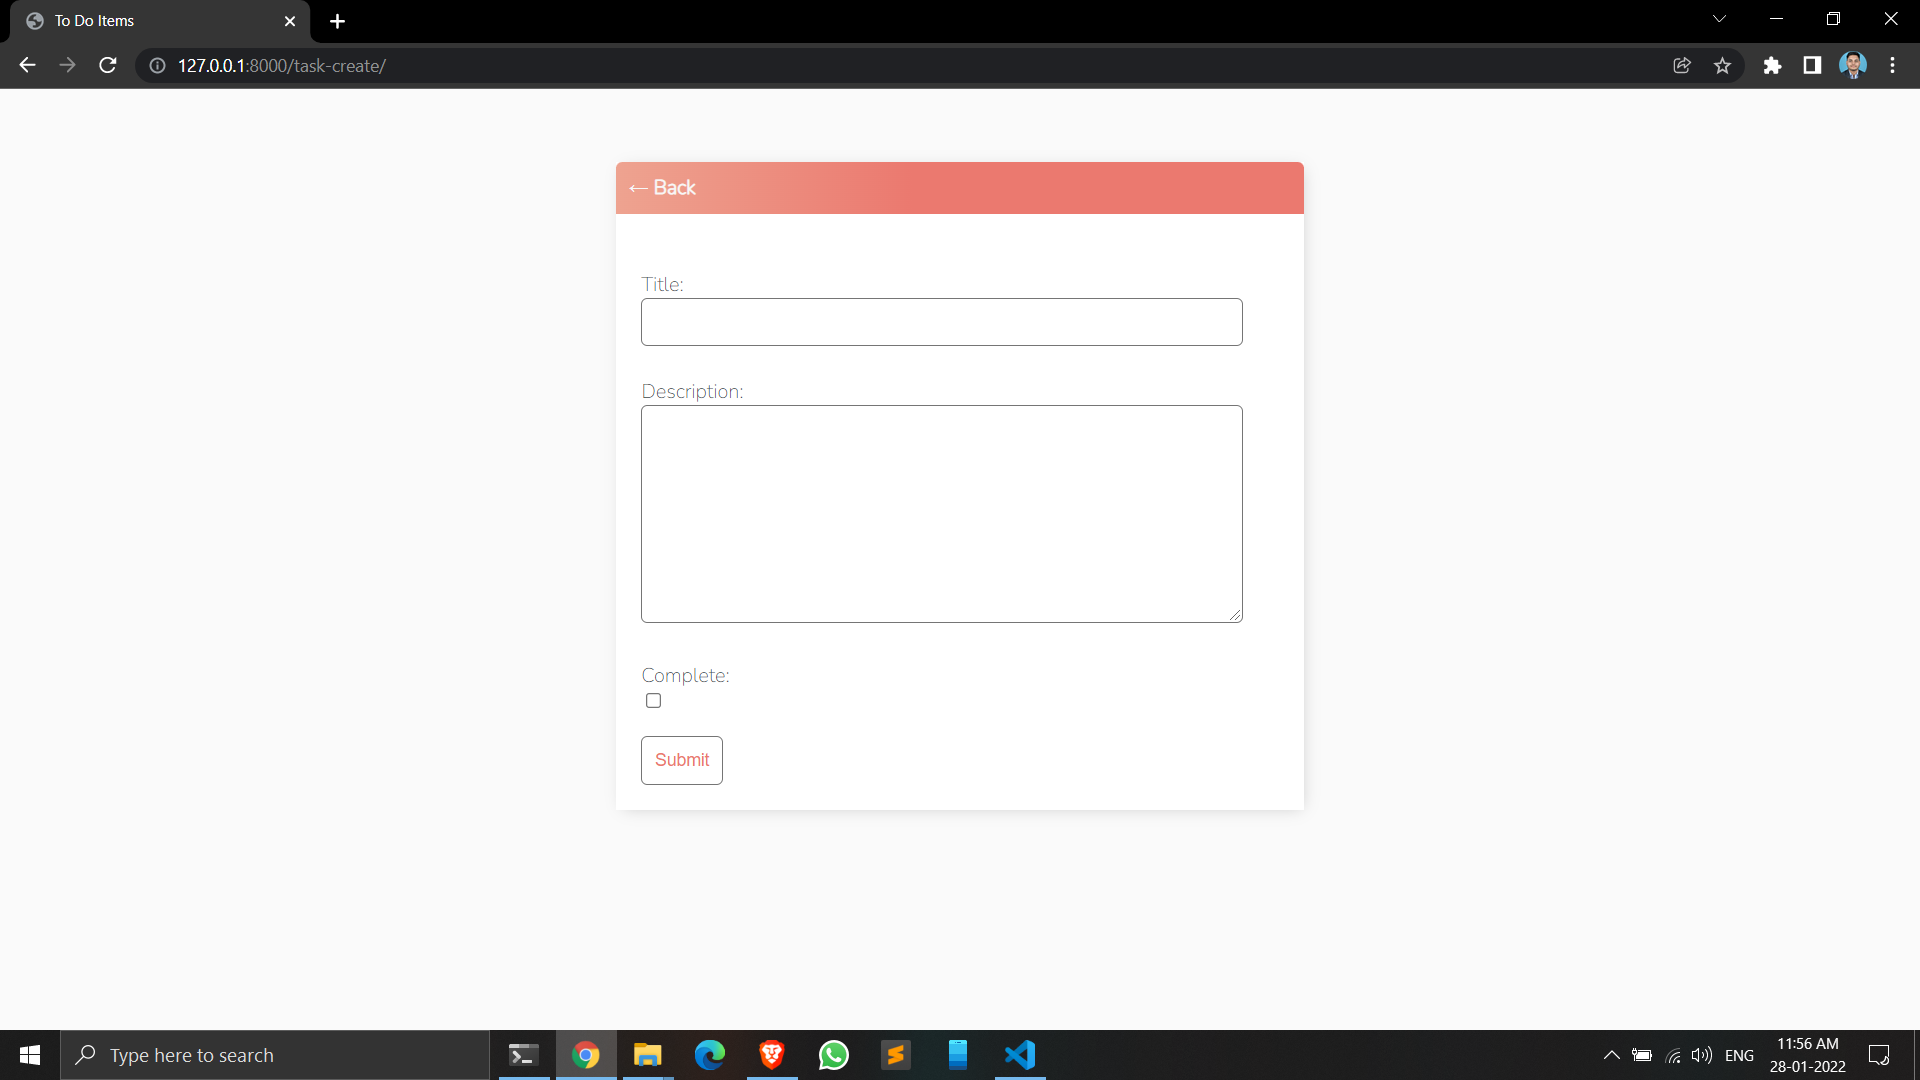 To Do Items
127.0.0.1:8000/task-create/
← Back
Title:
Description:
Complete:
Submit
Type here to search
ENG
11:56 AM
28-01-2022